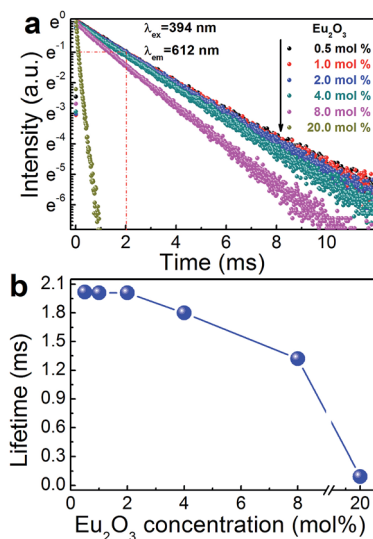 a
λex=394 nm
λem=612 nm
Eu2O3
0.5 mol %
1.0 mol %
2.0 mol %
4.0 mol %
8.0 mol %
20.0 mol %
Intensity (a.u.)
e^0
e^-1
e^-2
e^-3
e^-4
e^-5
e^-6
0 2 4 6 8 10
Time (ms)
b
Lifetime (ms)
2.1
1.8
1.5
1.2
0.9
0.6
0.3
0.0
0 2 4 6 8 20
Eu2O3 concentration (mol%)